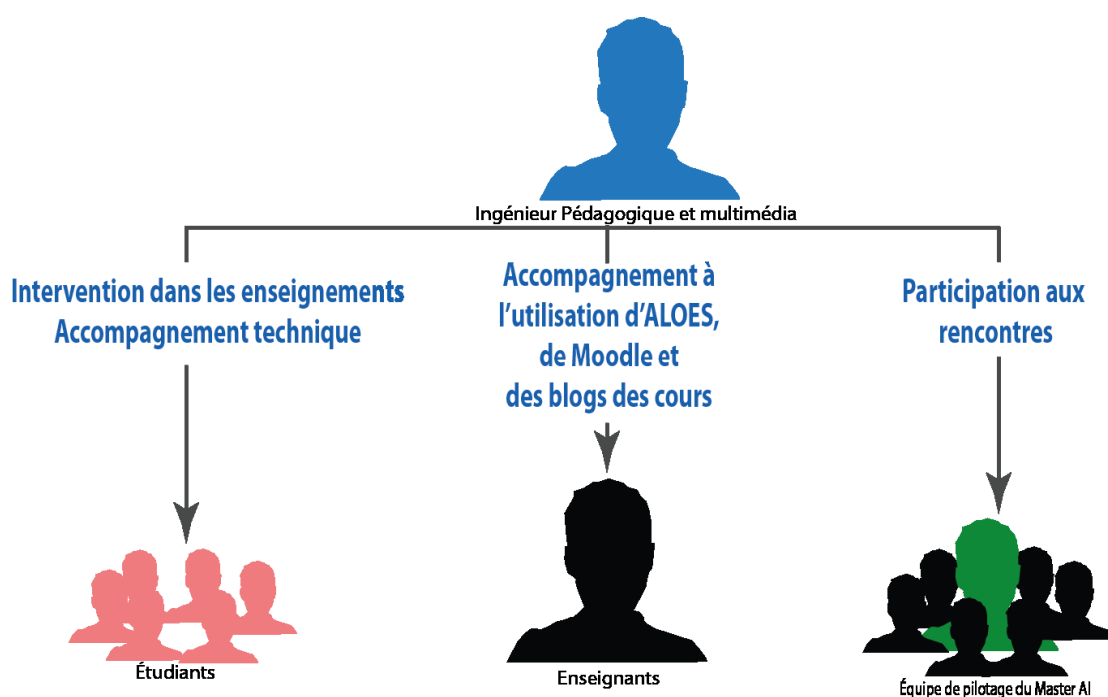 Ingénieur Pédagogique et multimédia
Intervention dans les enseignements
Accompagnement technique
Accompagnement à
l’utilisation d’ALOES,
de Moodle et
des blogs des cours
Participation aux
rencontres
Étudiants
Enseignants
Équipe de pilotage du Master AI